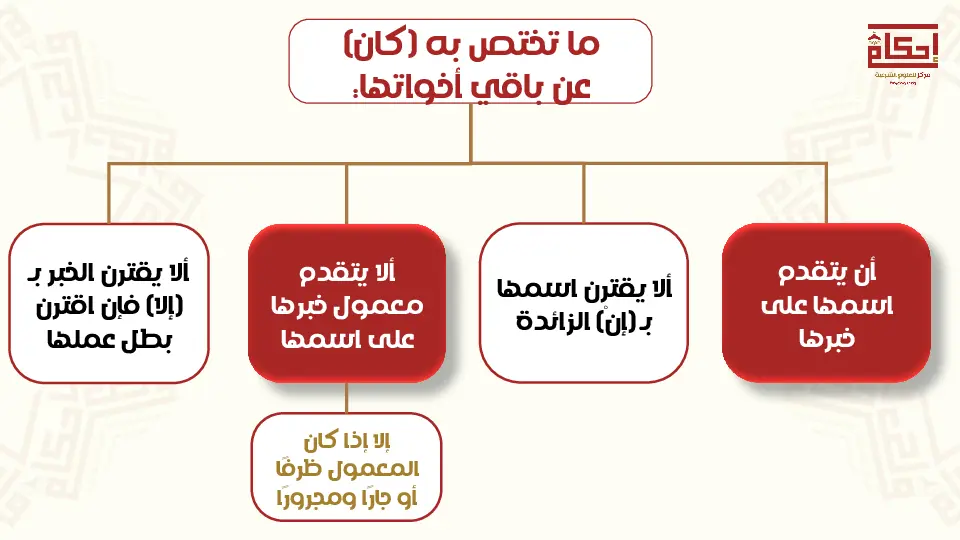 ما تختص به (كان)
عن باقي أخواتها:
إحكام
مركز للعلوم الشرعية
أن يتقدم
اسمها على
خبرها
ألا يقترن اسمها
بـ (إنْ) الزائدة
ألا يتقدم
معمول خبرها
على اسمها
إلا إذا كان
المعمول ظرفًا
أو جارًا ومجرورًا
ألا يقترن الخبر بـ
(إلا) فإن اقترن
بطل عملها